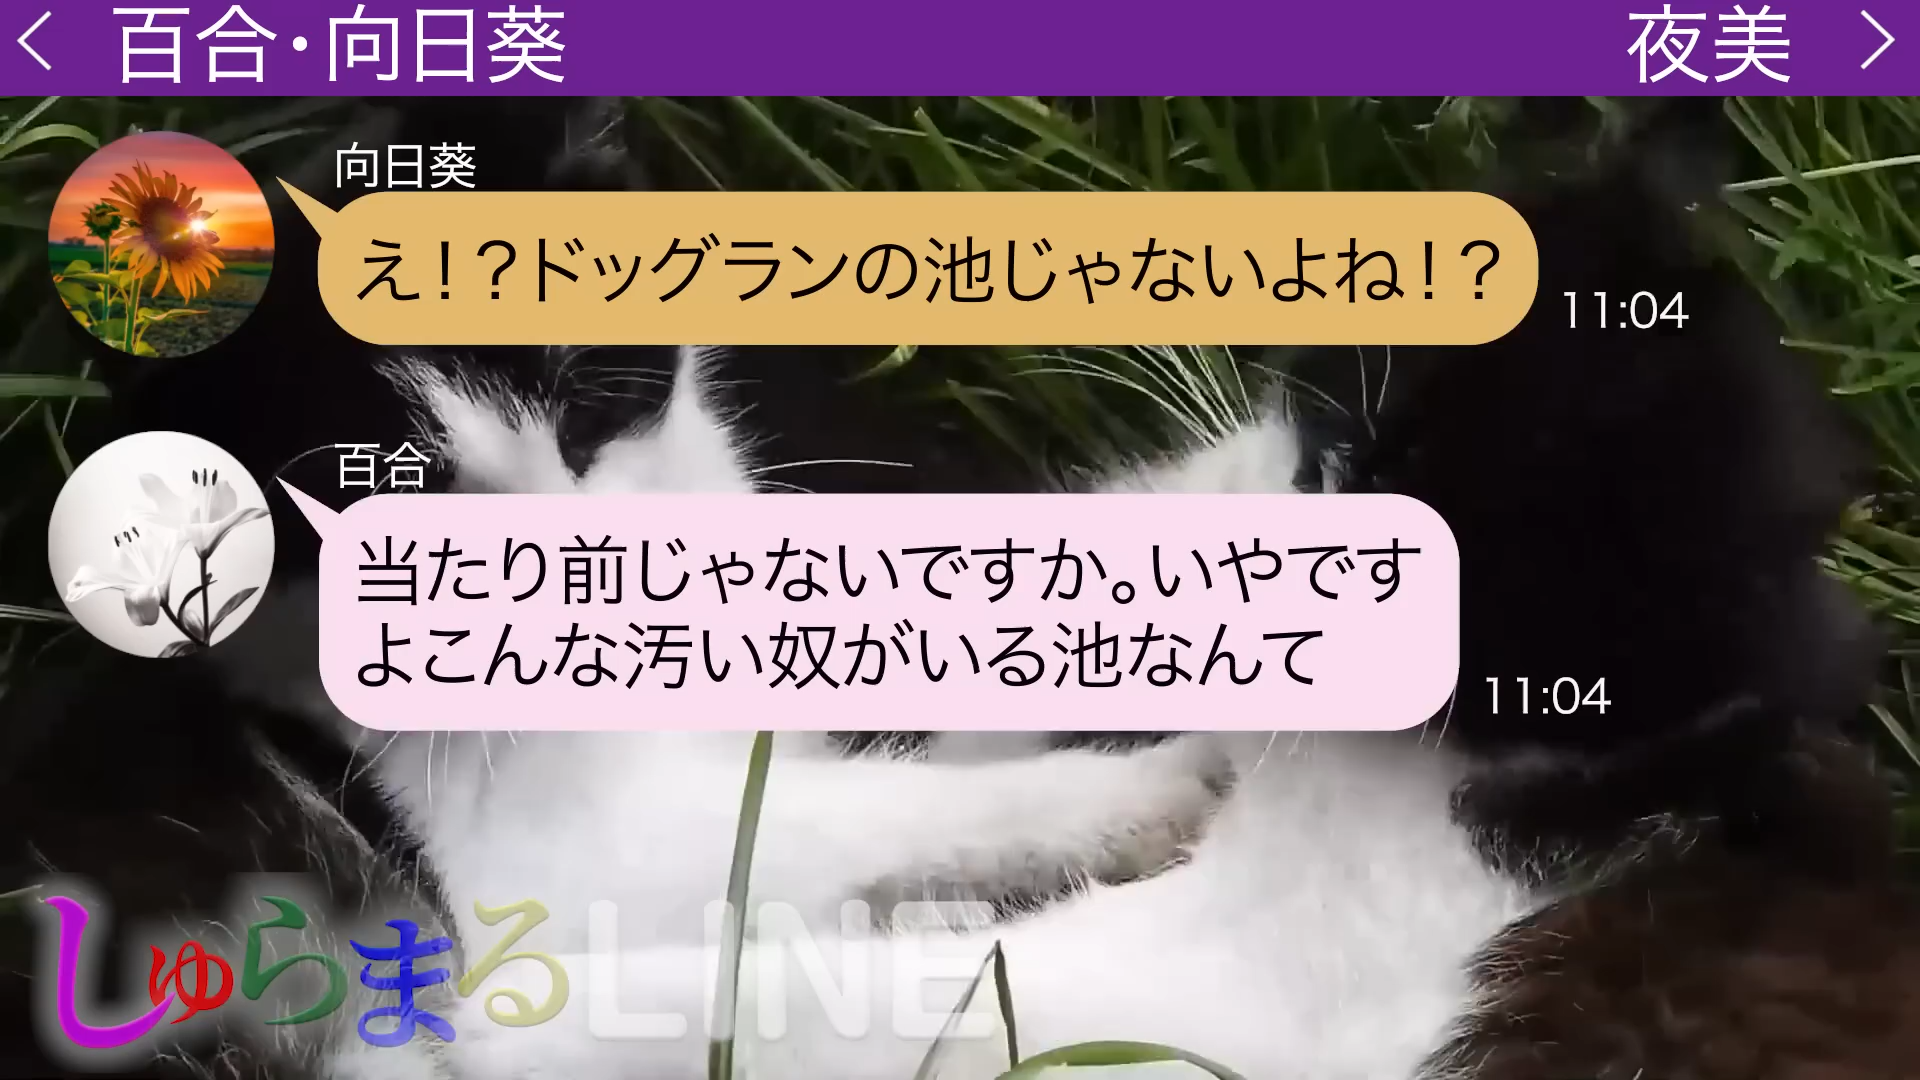 百合・向日葵
夜美
向日葵
え！？ドッグランの池じゃないよね！？
11:04
百合
当たり前じゃないですか。いやです
よこんな汚い奴がいる池なんて
11:04
しゅらまるLINE